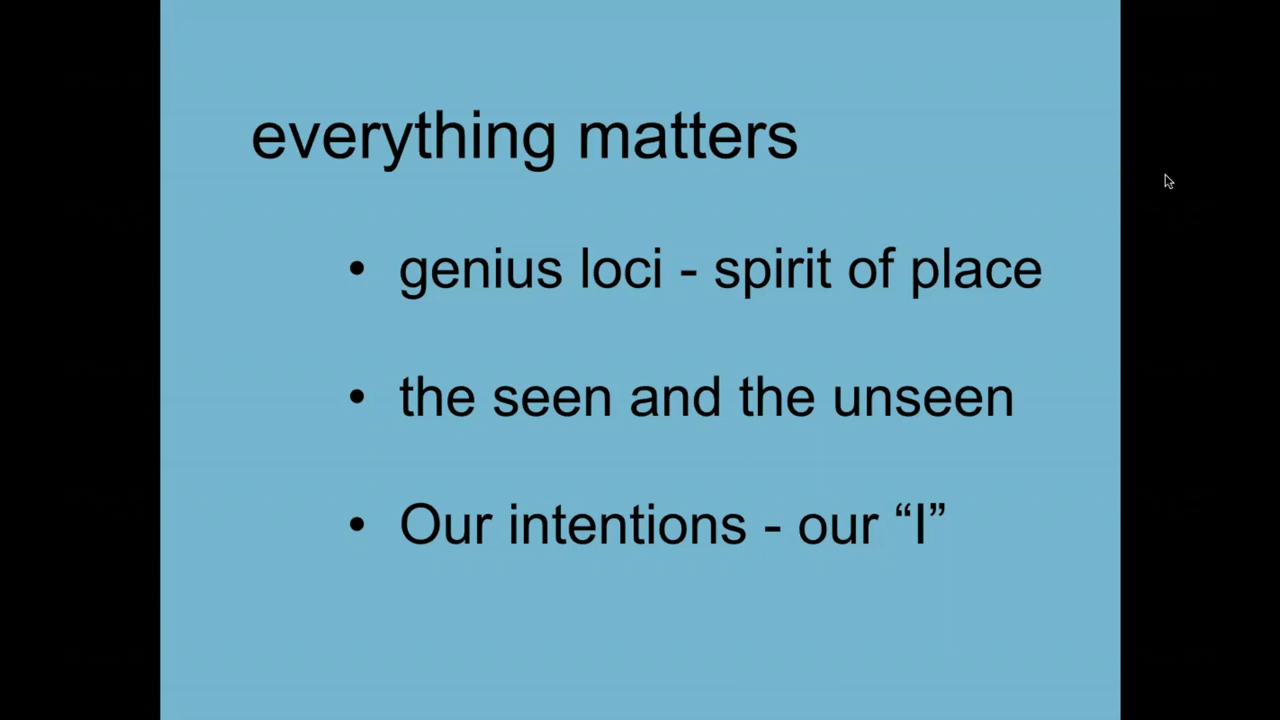 everything matters
• genius loci - spirit of place
• the seen and the unseen
• Our intentions - our “I”